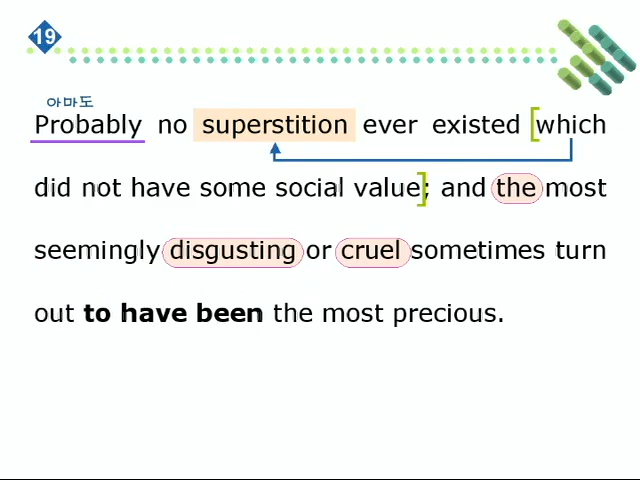 19
아마도
Probably no superstition ever existed [which
did not have some social value]; and the most
seemingly disgusting or cruel sometimes turn
out to have been the most precious.